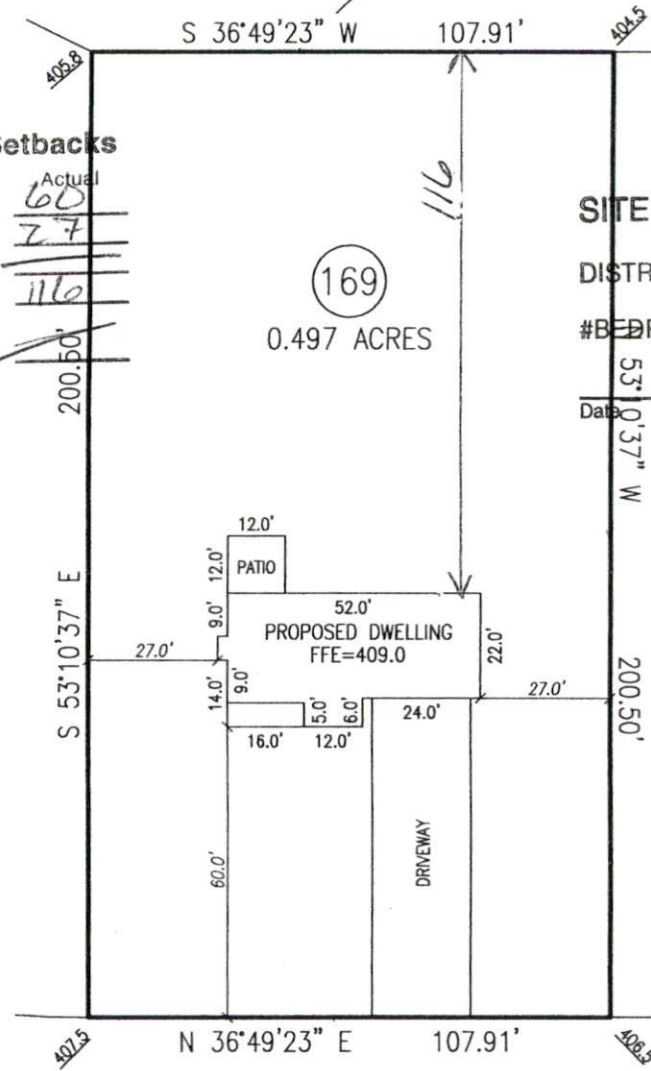 S 36°49'23" W 107.91'
405.8
404.5
Setbacks
Actual
60
27
116
116
169
0.497 ACRES
SITE
DISTR
#BEDR
Date
200.50'
S 53°10'37" E
53°10'37" W
200.50'
12.0'
12.0'
PATIO
9.0'
52.0'
PROPOSED DWELLING
FFE=409.0
22.0'
27.0'
27.0'
14.0'
9.0'
5.0'
6.0'
24.0'
16.0'
12.0'
60.0'
DRIVEWAY
407.5
N 36°49'23" E 107.91'
406.5